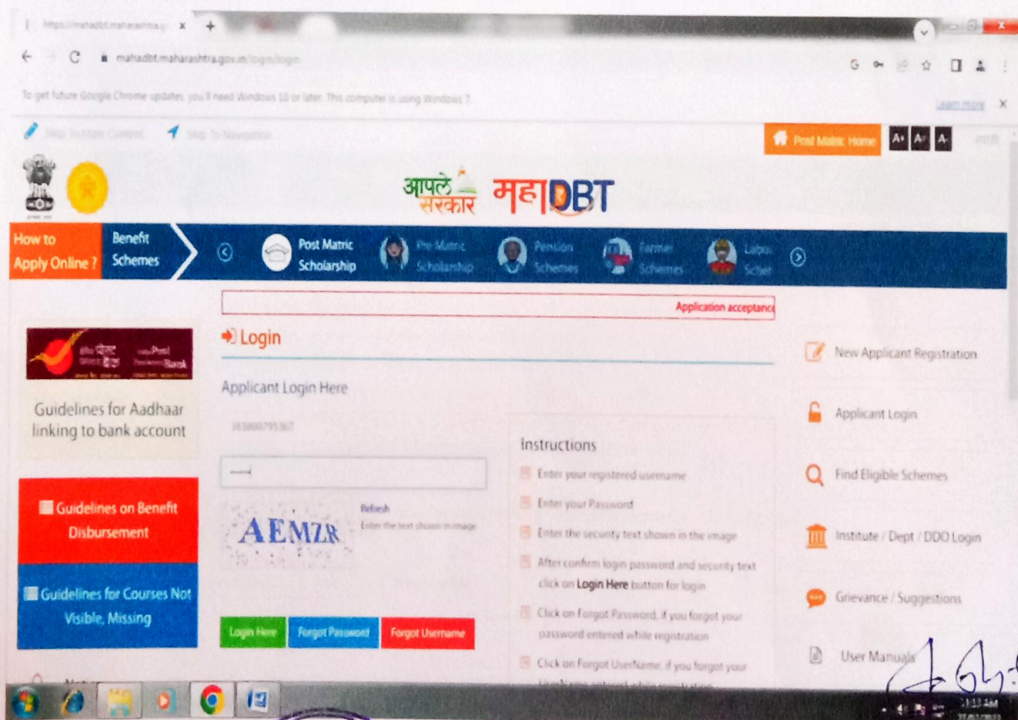 mahadbt.maharashtra.gov.in/login/login
To get future Google Chrome updates, you'll need Windows 10 or later. This computer is using Windows 7.
Learn more
Skip To Main Content
Skip To Navigation
Post Matric Home
A+ A A-
आपले सरकार
महाDBT
How to Apply Online ?
Benefit Schemes
Post Matric Scholarship
Pre Matric Scholarship
Pension Schemes
Farmer Schemes
Application acceptance
Login
Applicant Login Here
Guidelines for Aadhaar
linking to bank account
Guidelines on Benefit
Disbursement
Guidelines for Courses Not
Visible, Missing
AEMZR
Refresh
Enter the text shown in image
Login Here
Forgot Password
Forgot Username
Instructions
Enter your registered username
Enter your Password
Enter the security text shown in the image
After confirm login password and security text
click on Login Here button for login
Click on Forgot Password, if you forgot your
password entered while registration
Click on Forgot UserName, if you forgot your
New Applicant Registration
Applicant Login
Find Eligible Schemes
Institute / Dept / DDO Login
Grievance / Suggestions
User Manuals